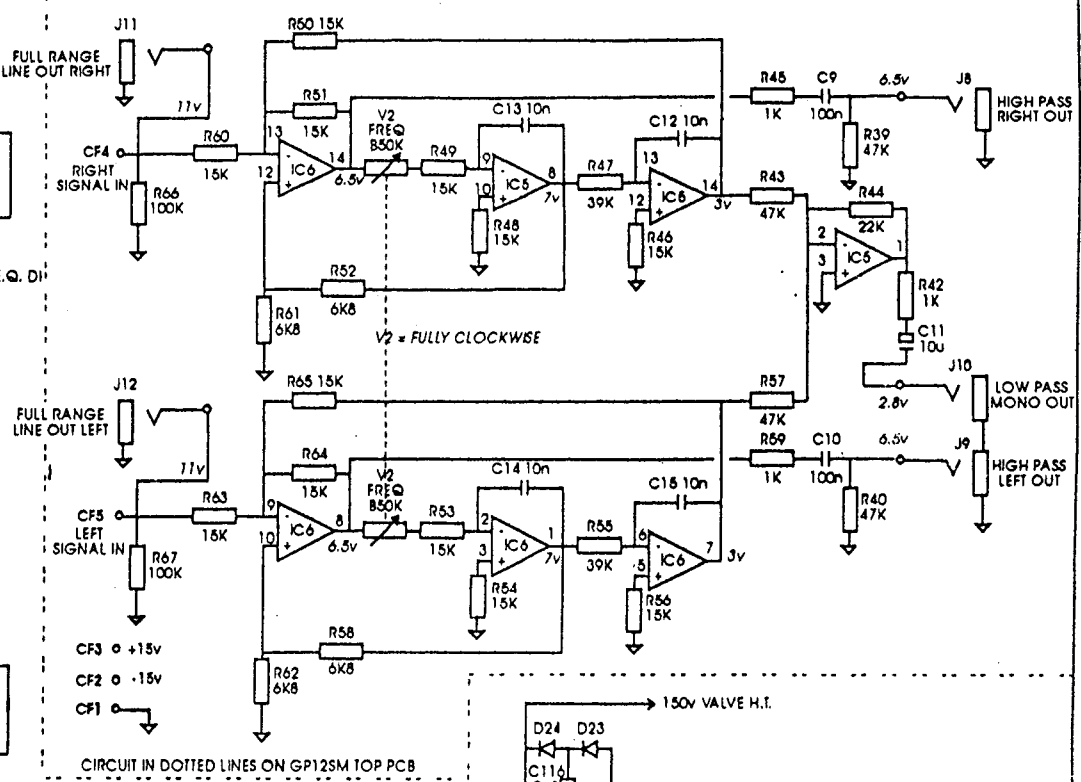 J11
FULL RANGE
LINE OUT RIGHT
11v
CF4
RIGHT
SIGNAL IN
R66
100K
R60
15K
R50 15K
R51
15K
13
12
-
+
IC6
14
6.5v
V2
FREQ
B50K
R49
15K
C13 10n
9
10
-
+
IC5
8
7v
R48
15K
R47
39K
C12 10n
13
12
-
+
IC5
14
3v
R46
15K
R52
6K8
R61
6K8
R45
1K
C9
100n
6.5v
J8
HIGH PASS
RIGHT OUT
R39
47K
R43
47K
R44
22K
2
3
-
+
IC5
1
R42
1K
C11
10u
2.8v
J10
LOW PASS
MONO OUT
E.Q. DI
V2 = FULLY CLOCKWISE
J12
FULL RANGE
LINE OUT LEFT
11v
CF5
LEFT
SIGNAL IN
R67
100K
R63
15K
R65 15K
R64
15K
9
10
-
+
IC6
8
6.5v
V2
FREQ
B50K
R53
15K
C14 10n
2
3
-
+
IC6
1
7v
R54
15K
R55
39K
C15 10n
6
5
-
+
IC6
7
3v
R56
15K
R58
6K8
R62
6K8
R57
47K
R59
1K
C10
100n
6.5v
J9
HIGH PASS
LEFT OUT
R40
47K
CF3 +15v
CF2 -15v
CF1
CIRCUIT IN DOTTED LINES ON GP12SM TOP PCB
150v VALVE H.T.
D24 D23
C116